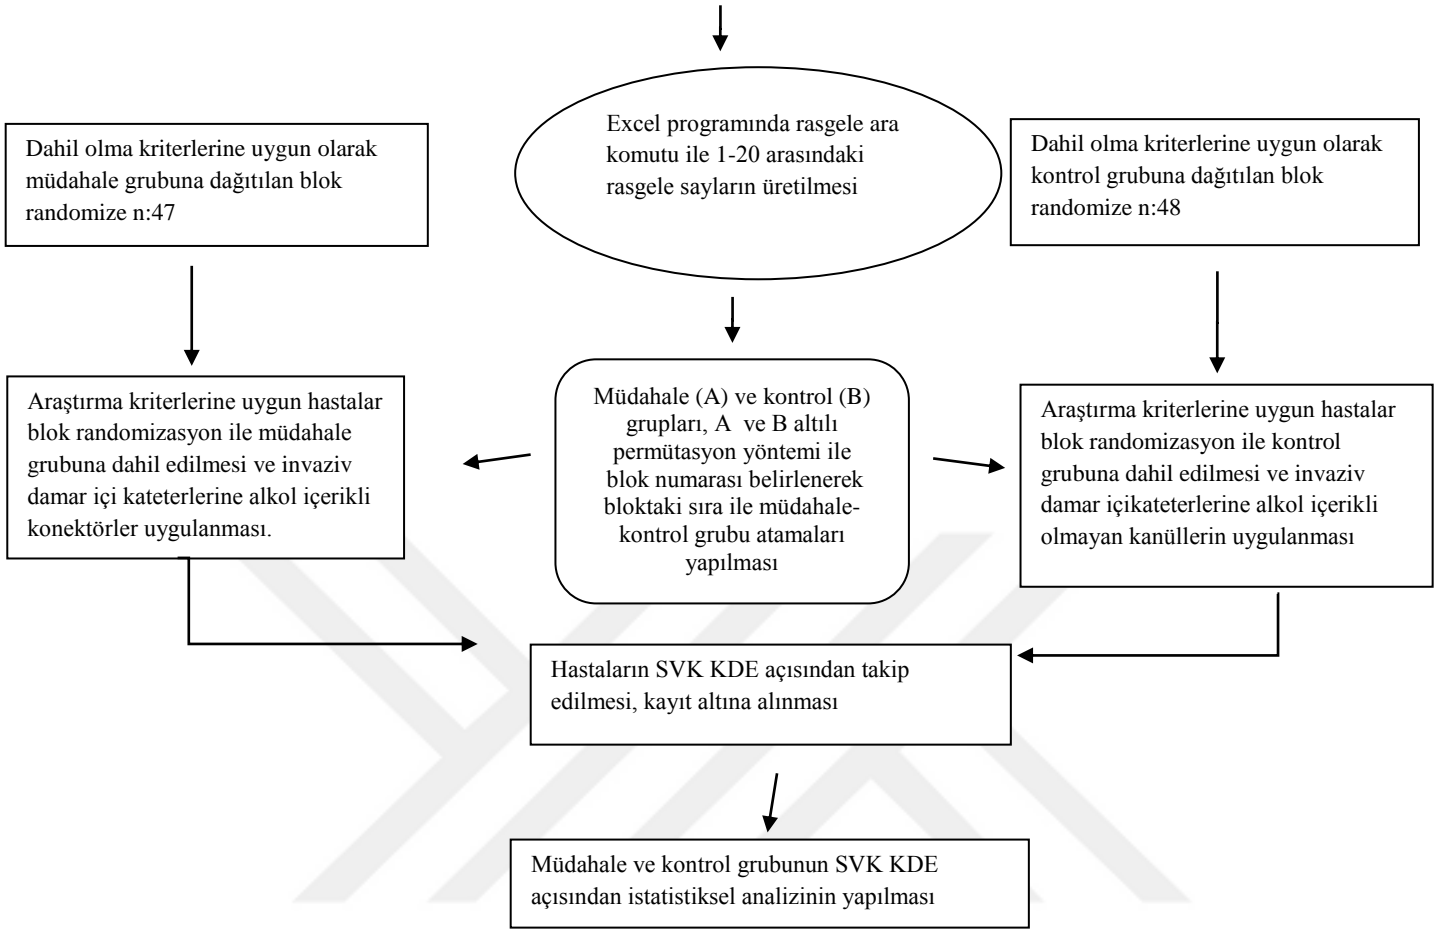 Excel programında rasgele ara
komutu ile 1-20 arasındaki
rasgele sayların üretilmesi
Dahil olma kriterlerine uygun olarak
müdahale grubuna dağıtılan blok
randomize n:47
Dahil olma kriterlerine uygun olarak
kontrol grubuna dağıtılan blok
randomize n:48
Araştırma kriterlerine uygun hastalar
blok randomizasyon ile müdahale
grubuna dahil edilmesi ve invaziv
damar içi kateterlerine alkol içerikli
konektörler uygulanması.
Müdahale (A) ve kontrol (B)
grupları, A ve B altılı
permütasyon yöntemi ile
blok numarası belirlenerek
bloktaki sıra ile müdahale-
kontrol grubu atamaları
yapılması
Araştırma kriterlerine uygun hastalar
blok randomizasyon ile kontrol
grubuna dahil edilmesi ve invaziv
damar içikateterlerine alkol içerikli
olmayan kanüllerin uygulanması
Hastaların SVK KDE açısından takip
edilmesi, kayıt altına alınması
Müdahale ve kontrol grubunun SVK KDE
açısından istatistiksel analizinin yapılması